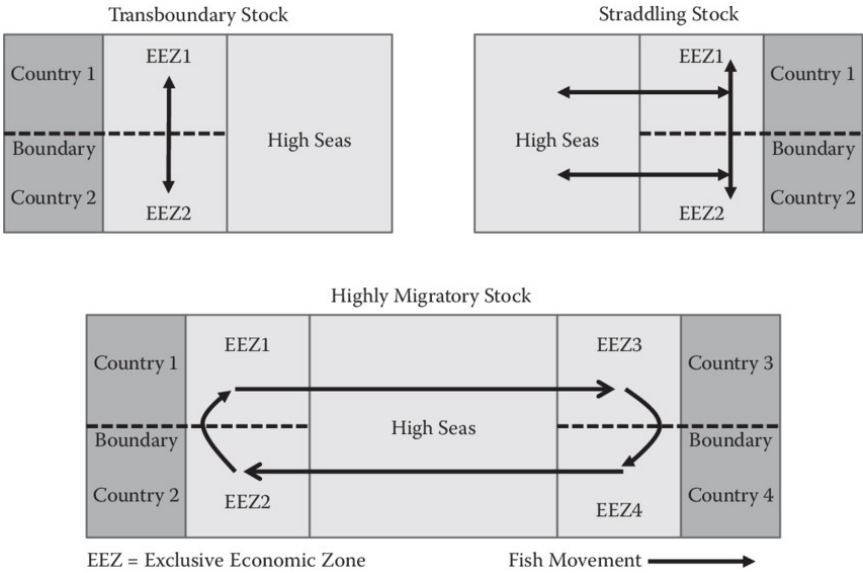 Transboundary Stock
Country 1
EEZ1
Boundary
High Seas
Country 2
EEZ2
Straddling Stock
EEZ1
Country 1
High Seas
Boundary
EEZ2
Country 2
Highly Migratory Stock
Country 1
EEZ1
EEZ3
Country 3
Boundary
High Seas
Boundary
Country 2
EEZ2
EEZ4
Country 4
EEZ = Exclusive Economic Zone
Fish Movement